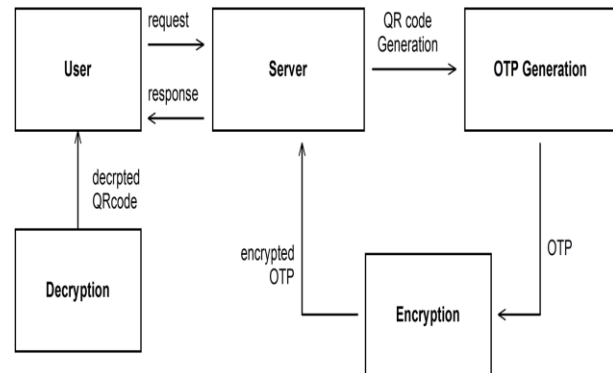 request
QR code
Generation
User
Server
OTP Generation
response
decrpted
QRcode
encrypted
OTP
OTP
Decryption
Encryption